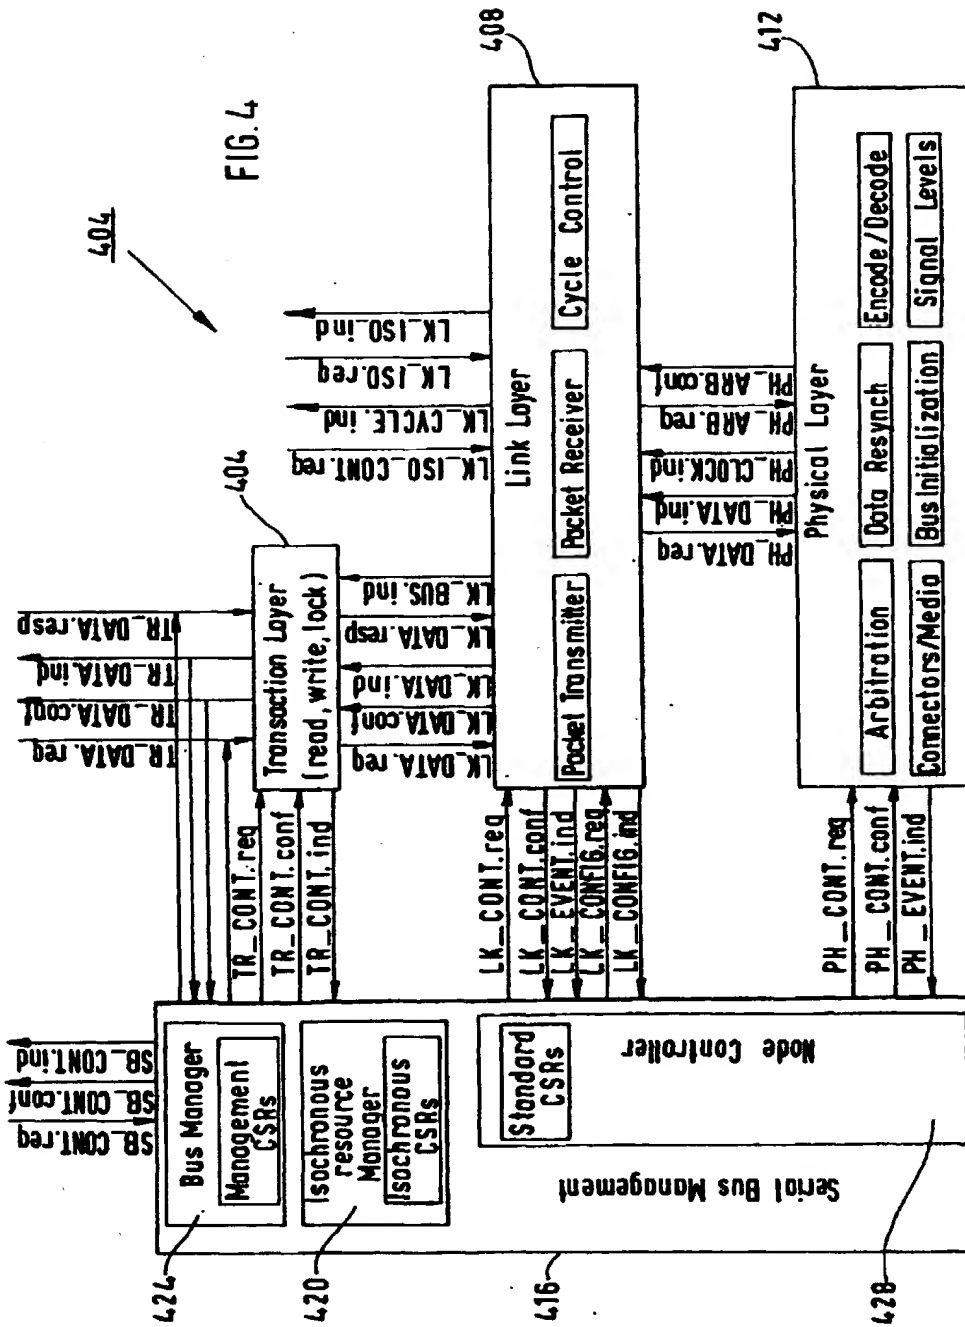 FIG. 4
404
SB_CONT.req
SB_CONT.conf
SB_CONT.ind
TR_DATA.req
TR_DATA.conf
TR_DATA.ind
TR_DATA.resp
424
Bus Manager
Management
CSRs
TR_CONT.req
TR_CONT.conf
TR_CONT.ind
404
Transaction Layer
(read, write, lock)
420
Isochronous
resource
Manager
Isochronous
CSRs
LK_DATA.req
LK_DATA.conf
LK_DATA.ind
LK_DATA.resp
LK_BUS.ind
LK_ISO_CONT.req
LK_CYCLE.ind
LK_ISO.req
LK_ISO.ind
416
Serial Bus Management
LK_CONT.req
LK_CONT.conf
LK_EVENT.ind
LK_CONFIG.req
LK_CONFIG.ind
408
Link Layer
Packet Transmitter
Packet Receiver
Cycle Control
Standard
CSRs
Node Controller
428
PH_DATA.req
PH_DATA.ind
PH_CLOCK.ind
PH_ARB.req
PH_ARB.conf
PH_CONT.req
PH_CONT.conf
PH_EVENT.ind
412
Physical Layer
Arbitration
Data Resynch
Encode/Decode
Connectors/Media
Bus Initialization
Signal Levels